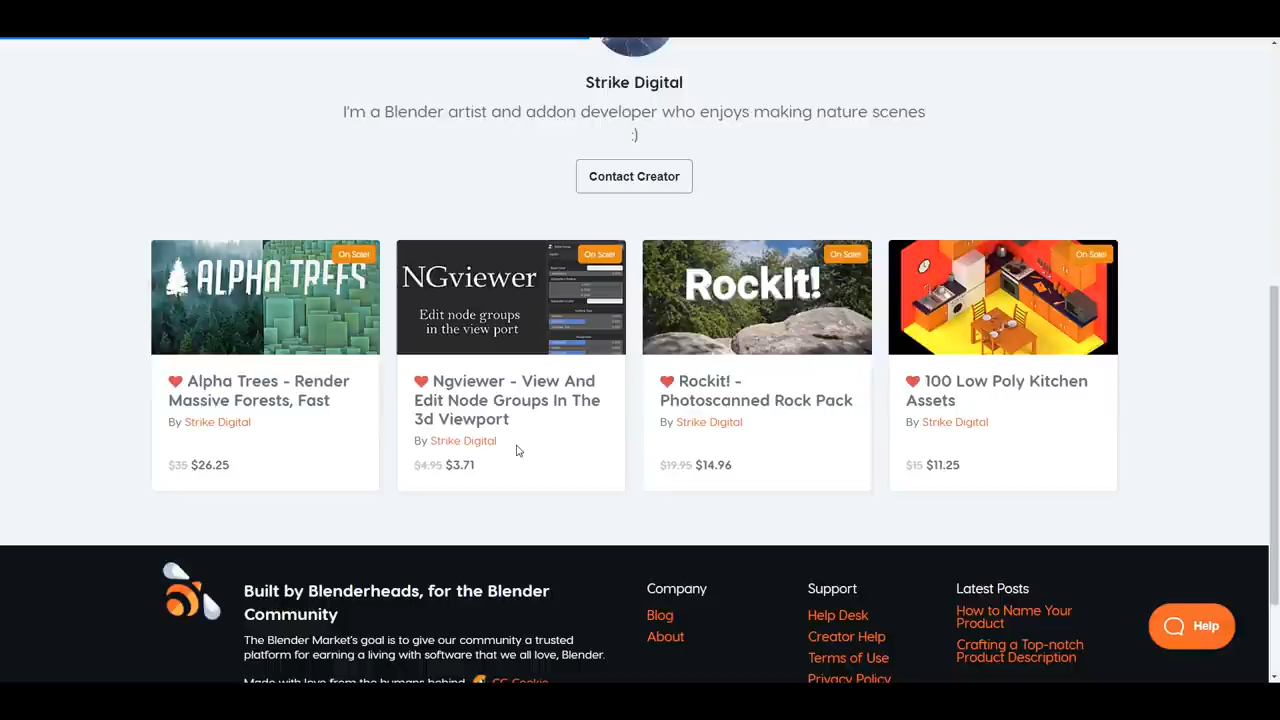 Strike Digital
I'm a Blender artist and addon developer who enjoys making nature scenes
:)
Contact Creator
On Sale!
ALPHA TREES
Alpha Trees - Render
Massive Forests, Fast
By Strike Digital
$35 $26.25
On Sale!
NGviewer
Edit node groups
in the view port
Ngviewer - View And
Edit Node Groups In The
3d Viewport
By Strike Digital
$4.95 $3.71
On Sale!
RockIt!
Rockit! -
Photoscanned Rock Pack
By Strike Digital
$19.95 $14.96
On Sale!
100 Low Poly Kitchen
Assets
By Strike Digital
$15 $11.25
Built by Blenderheads, for the Blender
Community
The Blender Market's goal is to give our community a trusted
platform for earning a living with software that we all love, Blender.
Made with love from the humans behind CG Cookie
Company
Blog
About
Support
Help Desk
Creator Help
Terms of Use
Privacy Policy
Latest Posts
How to Name Your
Product
Crafting a Top-notch
Product Description
Help